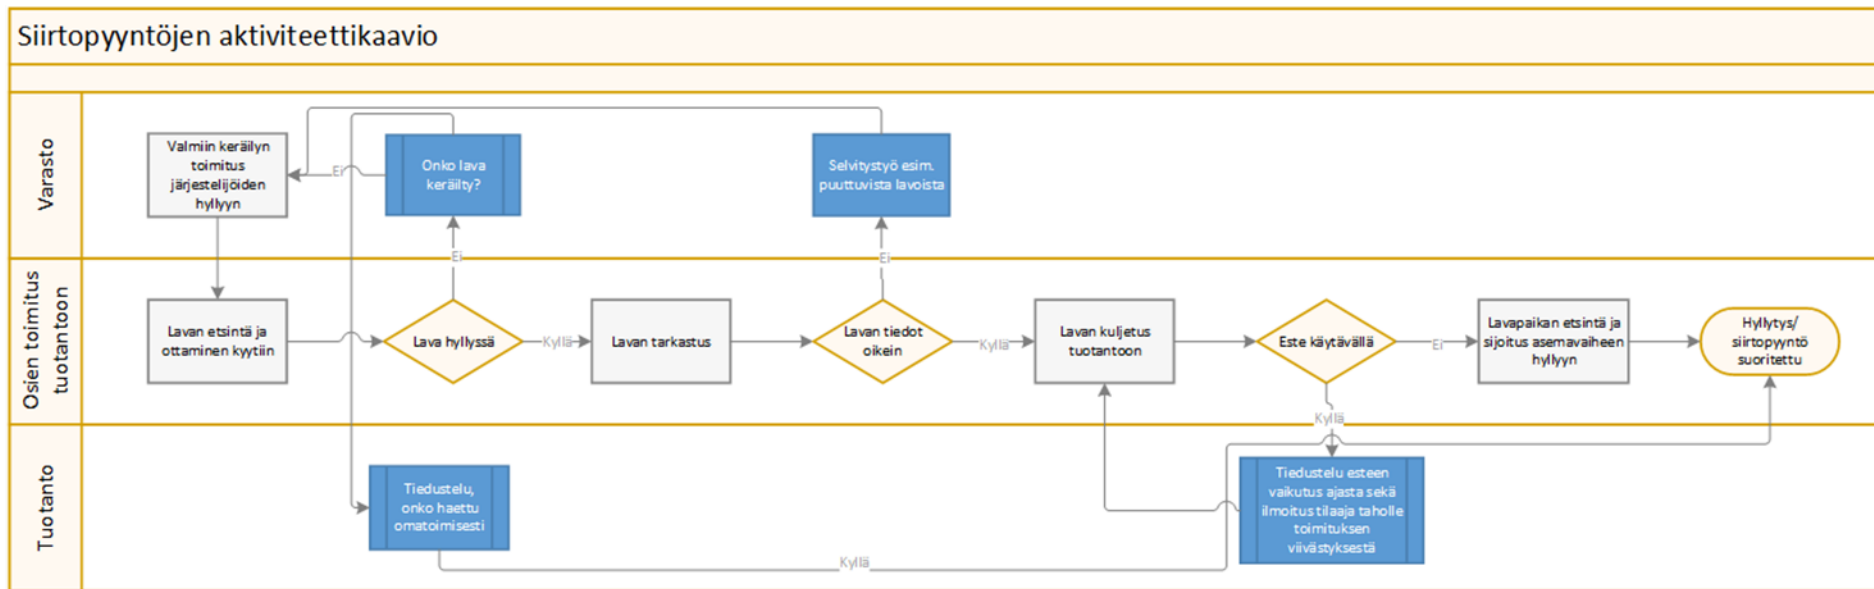 Siirtopyyntöjen aktiviteettikaavio
Varasto
Valmiin keräilyn
toimitus
järjestelijöiden
hyllyyn
Ei
Onko lava
keräilty?
Selvitystyö esim.
puuttuvista lavoista
Ei
Ei
Osien toimitus
tuotantoon
Lavan etsintä ja
ottaminen kyytiin
Lava hyllyssä
Kyllä
Lavan tarkastus
Lavan tiedot
oikein
Kyllä
Lavan kuljetus
tuotantoon
Este käytävällä
Ei
Lavapaikan etsintä ja
sijoitus asemavaiheen
hyllyyn
Hyllytys/
siirtopyyntö
suoritettu
Kyllä
Tuotanto
Tiedustelu,
onko haettu
omatoimisesti
Kyllä
Tiedustelu esteen
vaikutus ajasta sekä
ilmoitus tilaaja taholle
toimituksen
viivästyksestä